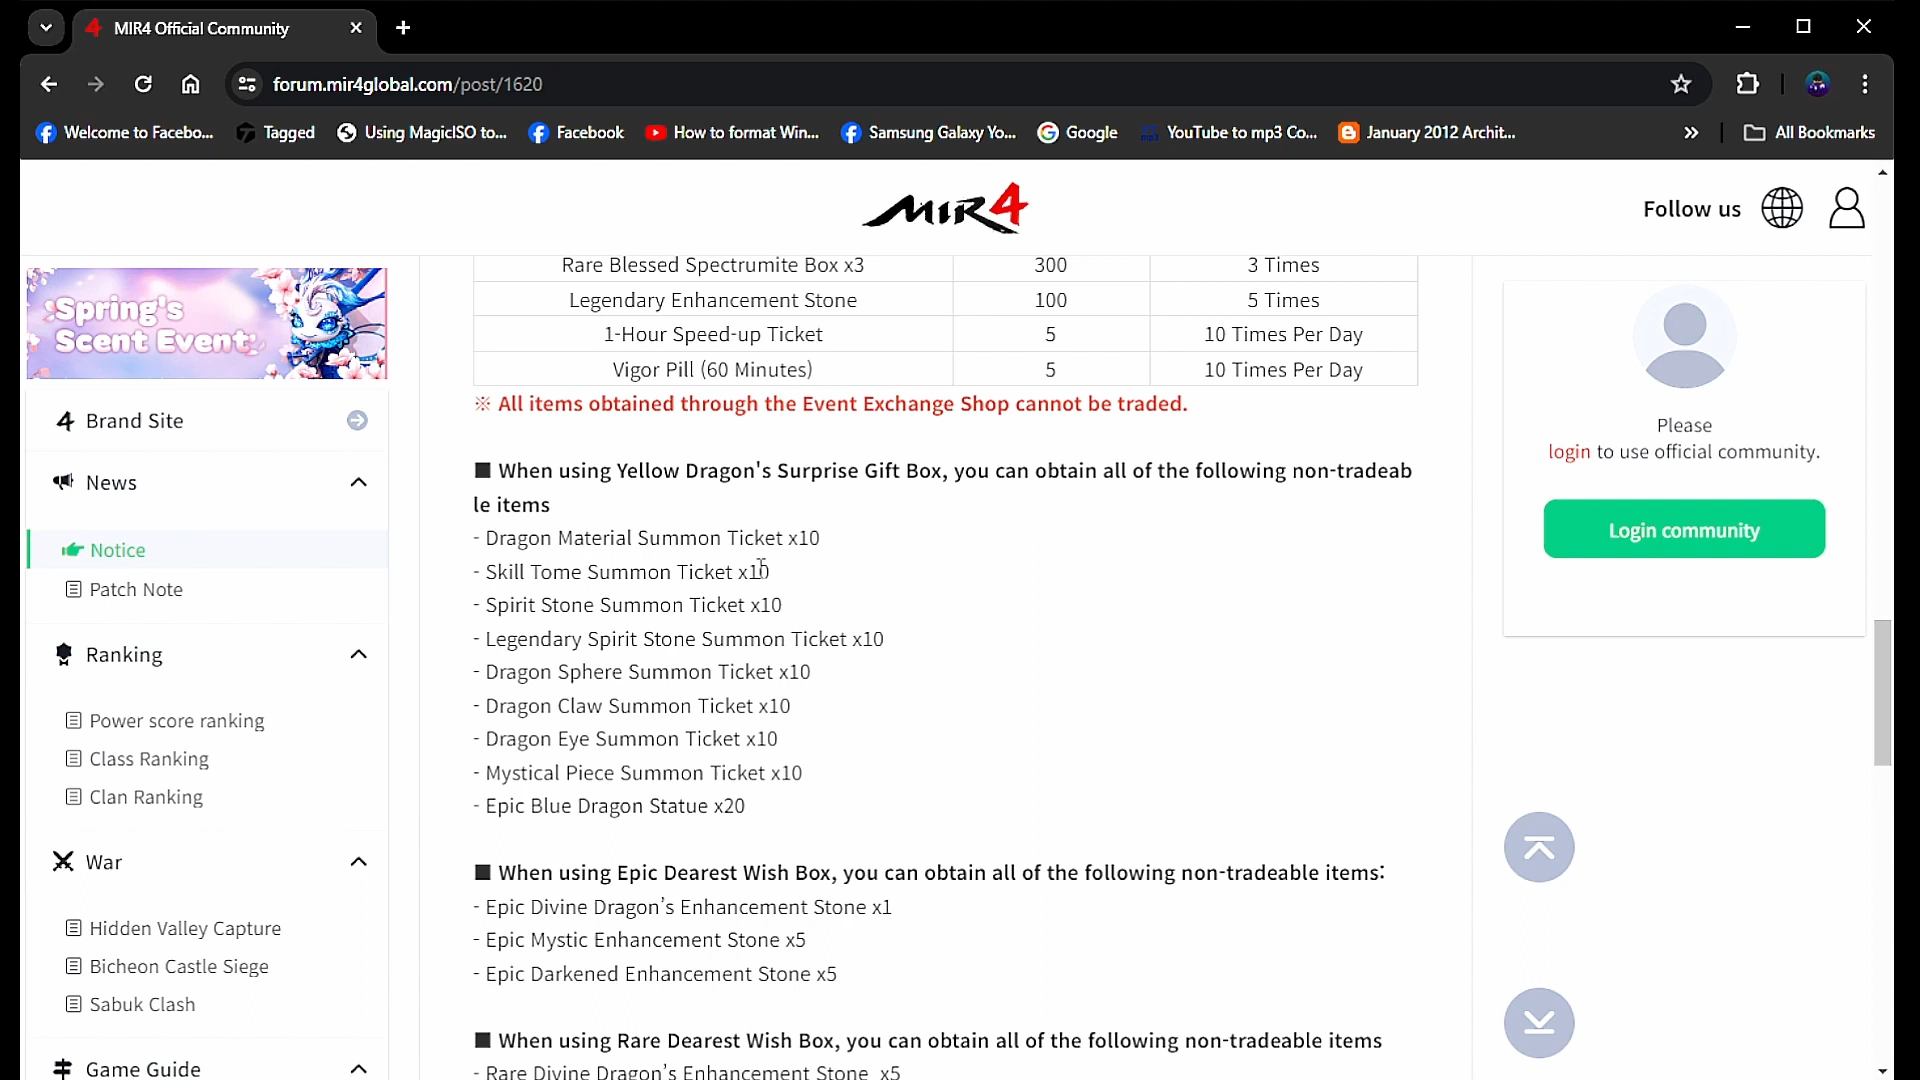 MIR4 Official Community
forum.mir4global.com/post/1620
Welcome to Facebo...
Tagged
Using MagicISO to...
Facebook
How to format Win...
Samsung Galaxy Yo...
Google
YouTube to mp3 Co...
January 2012 Archit...
All Bookmarks
MIR4
Follow us
Spring's
Scent Event
Brand Site
News
Notice
Patch Note
Ranking
Power score ranking
Class Ranking
Clan Ranking
War
Hidden Valley Capture
Bicheon Castle Siege
Sabuk Clash
Game Guide
Rare Blessed Spectrumite Box x3 300 3 Times
Legendary Enhancement Stone 100 5 Times
1-Hour Speed-up Ticket 5 10 Times Per Day
Vigor Pill (60 Minutes) 5 10 Times Per Day
※ All items obtained through the Event Exchange Shop cannot be traded.
■ When using Yellow Dragon's Surprise Gift Box, you can obtain all of the following non-tradeab
le items
- Dragon Material Summon Ticket x10
- Skill Tome Summon Ticket x10
- Spirit Stone Summon Ticket x10
- Legendary Spirit Stone Summon Ticket x10
- Dragon Sphere Summon Ticket x10
- Dragon Claw Summon Ticket x10
- Dragon Eye Summon Ticket x10
- Mystical Piece Summon Ticket x10
- Epic Blue Dragon Statue x20
■ When using Epic Dearest Wish Box, you can obtain all of the following non-tradeable items:
- Epic Divine Dragon’s Enhancement Stone x1
- Epic Mystic Enhancement Stone x5
- Epic Darkened Enhancement Stone x5
■ When using Rare Dearest Wish Box, you can obtain all of the following non-tradeable items
- Rare Divine Dragon’s Enhancement Stone x5
Please
login to use official community.
Login community